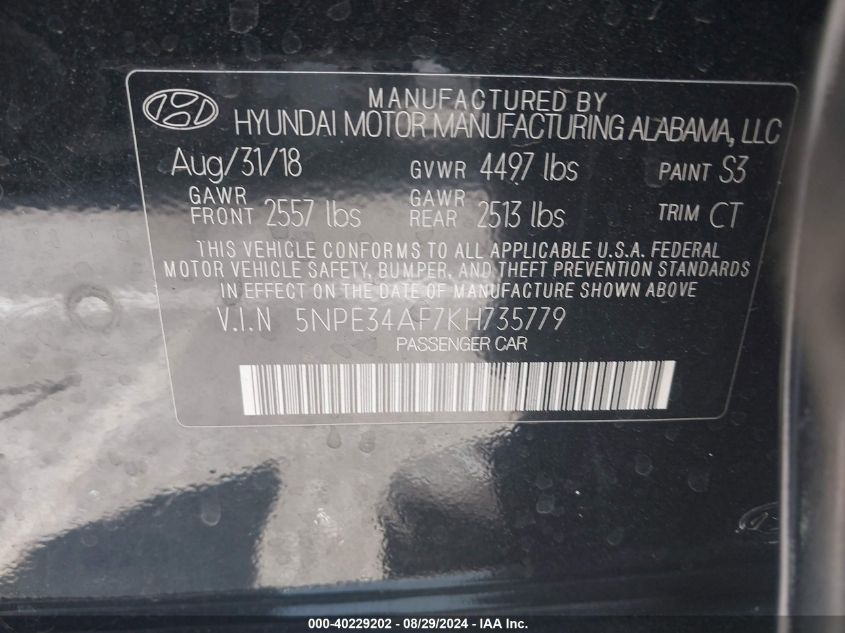 MANUFACTURED BY
HYUNDAI MOTOR MANUFACTURING ALABAMA, LLC
Aug/31/18 GVWR 4497 lbs PAINT S3
GAWR FRONT 2557 lbs GAWR REAR 2513 lbs TRIM CT
THIS VEHICLE CONFORMS TO ALL APPLICABLE U.S.A. FEDERAL
MOTOR VEHICLE SAFETY, BUMPER, AND THEFT PREVENTION STANDARDS
IN EFFECT ON THE DATE OF MANUFACTURE SHOWN ABOVE
V.I.N 5NPE34AF7KH735779
PASSENGER CAR
000-40229202 - 08/29/2024 - IAA Inc.